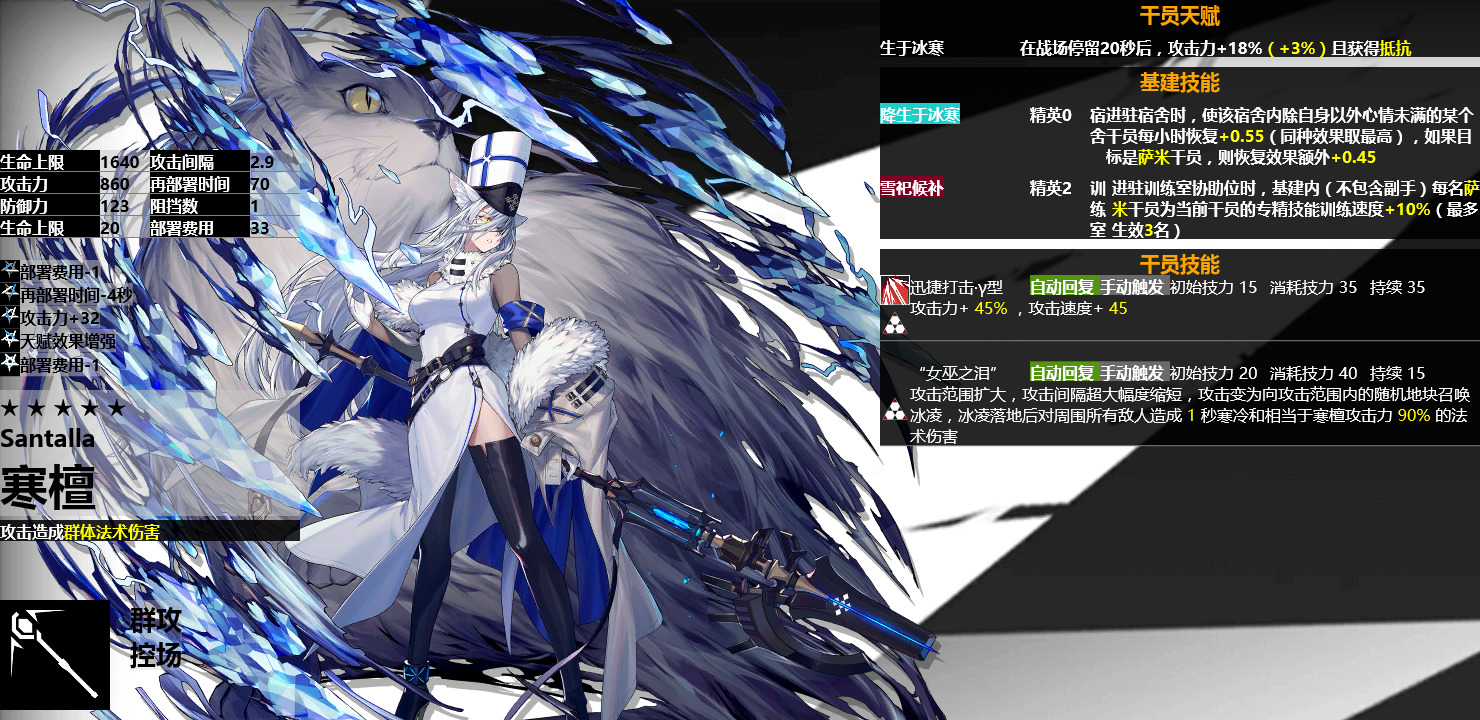 生命上限 1640 攻击间隔 2.9
攻击力 860 再部署时间 70
防御力 123 阻挡数 1
生命上限 20 部署费用 33
部署费用-1
再部署时间-4秒
攻击力+32
天赋效果增强
部署费用-1
★ ★ ★ ★ ★
Santalla
寒檀
攻击造成群体法术伤害
群攻
控场
干员天赋
生于冰寒 在战场停留20秒后，攻击力+18%（+3%）且获得抵抗
基建技能
降生于冰寒 精英0 宿 进驻宿舍时，使该宿舍内除自身以外心情未满的某个
舍 干员每小时恢复+0.55（同种效果取最高），如果目
标是萨米干员，则恢复效果额外+0.45
雪祀候补 精英2 训 进驻训练室协助位时，基建内（不包含副手）每名萨
练 米干员为当前干员的专精技能训练速度+10%（最多
室 生效3名）
干员技能
迅捷打击·γ型 自动回复 手动触发 初始技力 15 消耗技力 35 持续 35
攻击力+ 45% ，攻击速度+ 45
“女巫之泪” 自动回复 手动触发 初始技力 20 消耗技力 40 持续 15
攻击范围扩大，攻击间隔超大幅度缩短，攻击变为向攻击范围内的随机地块召唤
冰凌，冰凌落地后对周围所有敌人造成 1 秒寒冷和相当于寒檀攻击力 90% 的法
术伤害